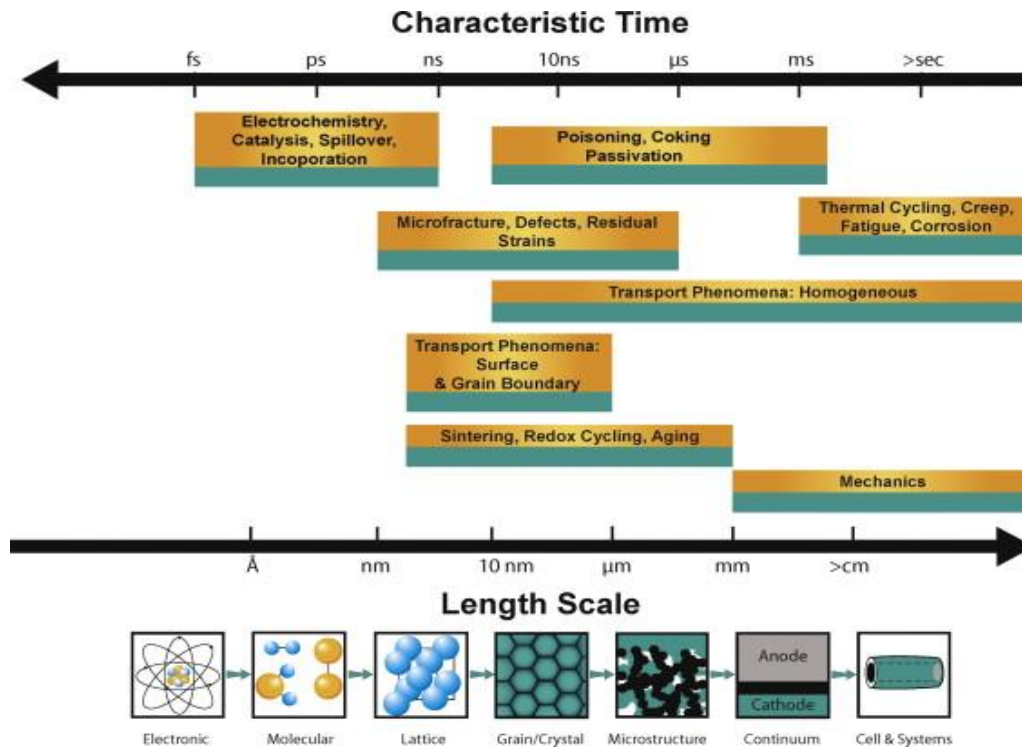 Characteristic Time
fs ps ns 10ns μs ms >sec
Electrochemistry,
Catalysis, Spillover,
Incoporation
Poisoning, Coking
Passivation
Thermal Cycling, Creep,
Fatigue, Corrosion
Microfracture, Defects, Residual
Strains
Transport Phenomena: Homogeneous
Transport Phenomena:
Surface
& Grain Boundary
Sintering, Redox Cycling, Aging
Mechanics
Å nm 10 nm μm mm >cm
Length Scale
Anode
Cathode
Electronic Molecular Lattice Grain/Crystal Microstructure Continuum Cell & Systems